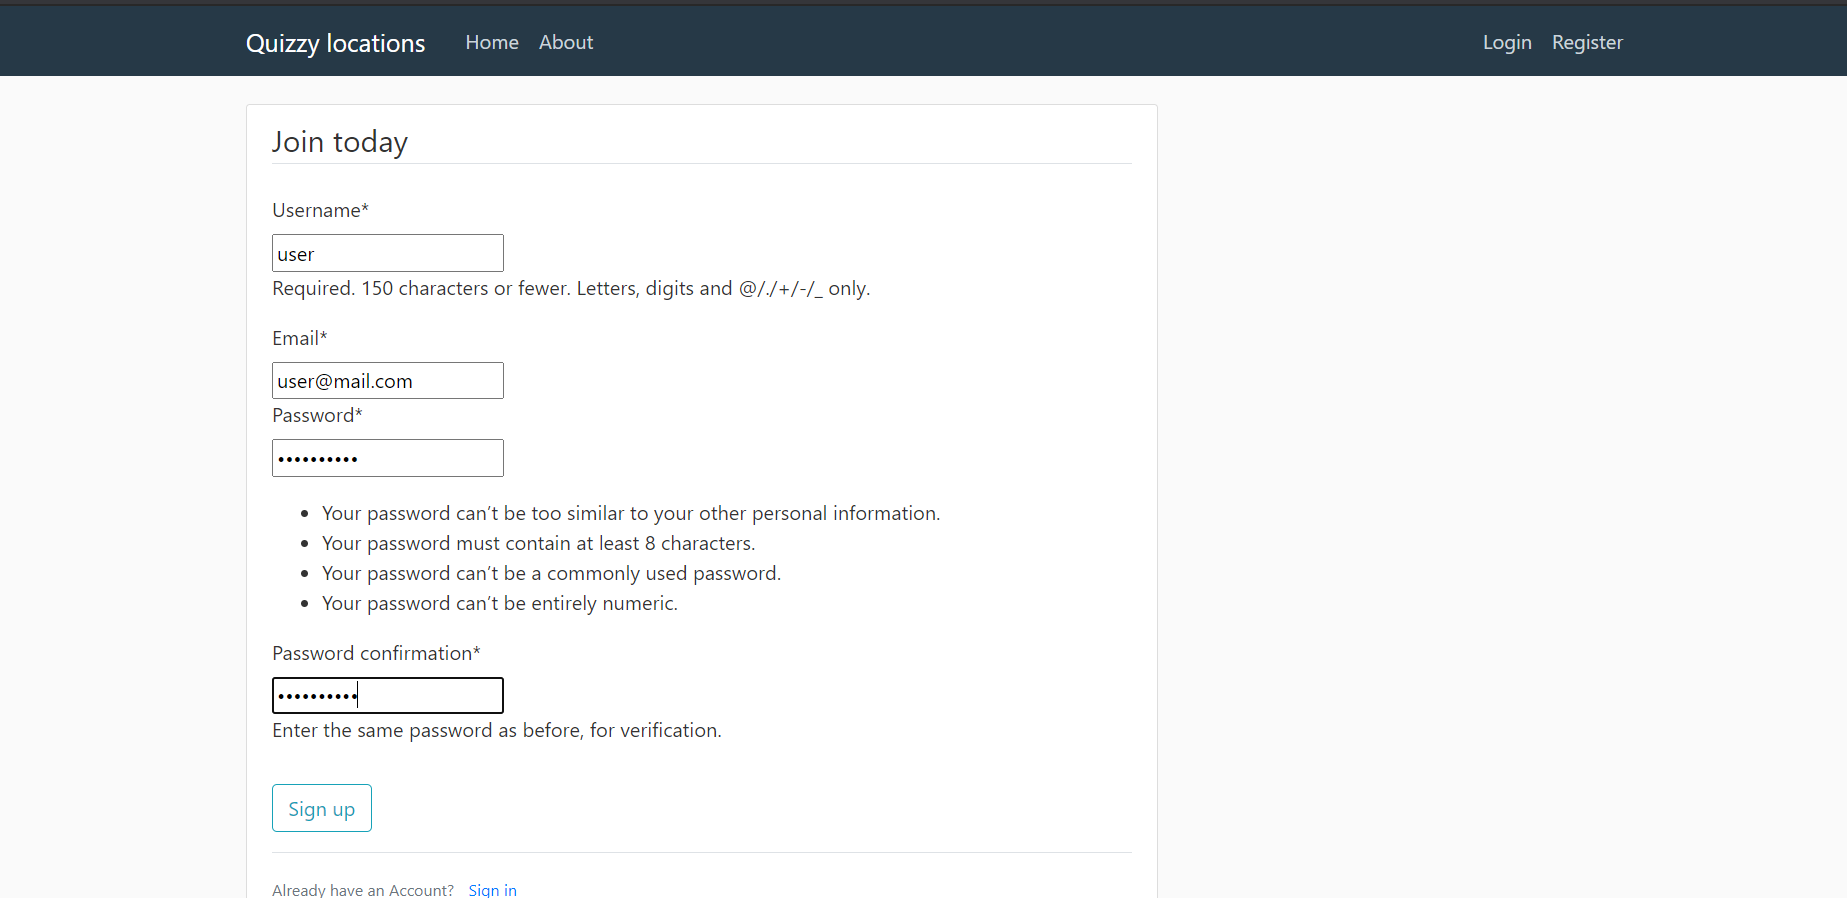 Quizzy locations Home About Login Register
Join today
Username*
user
Required. 150 characters or fewer. Letters, digits and @/./+/-/_ only.
Email*
user@mail.com
Password*
••••••••••
• Your password can’t be too similar to your other personal information.
• Your password must contain at least 8 characters.
• Your password can’t be a commonly used password.
• Your password can’t be entirely numeric.
Password confirmation*
••••••••••
Enter the same password as before, for verification.
Sign up
Already have an Account? Sign in